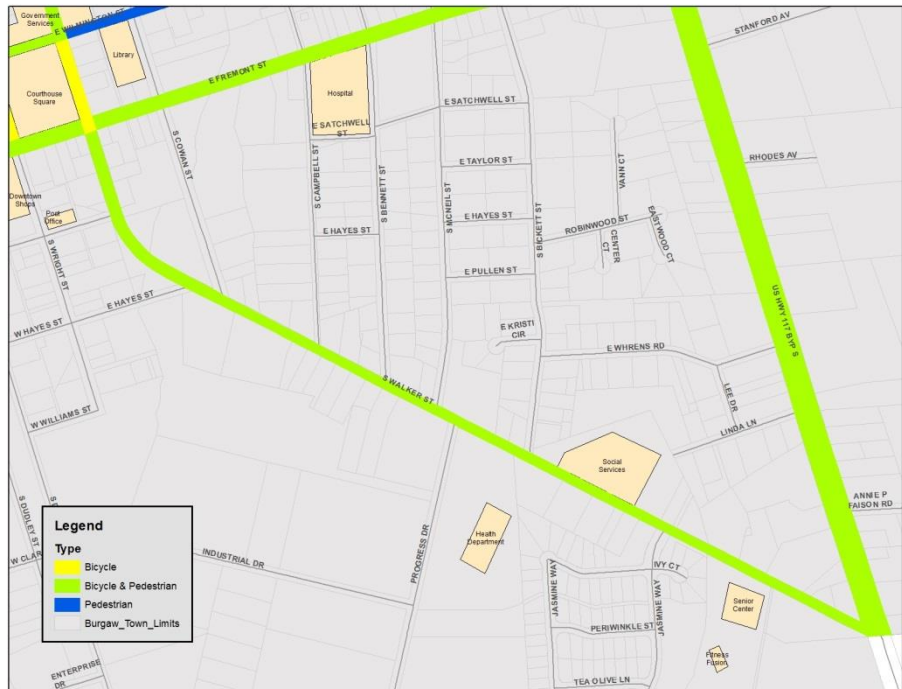 Government
Services
E WILMINGTON ST
Library
Courthouse
Square
E FREMONT ST
Hospital
STANFORD AV
E SATCHWELL ST
E SATCHWELL
ST
S COWAN ST
S CAMPBELL ST
S BENNETT ST
S MCNEIL ST
E TAYLOR ST
VANN CT
RHODES AV
Downtown
Shops
Post
Office
E HAYES ST
E HAYES ST
S BICKETT ST
ROBINWOOD ST
CENTER
CT
EASTWOOD CT
S WRIGHT ST
E PULLEN ST
E HAYES ST
W HAYES ST
US HWY 117 BYP S
E KRISTI
CIR
E WHRENS RD
S WALKER ST
LEE DR
W WILLIAMS ST
LINDA LN
Social
Services
ANNIE P
FAISON RD
S DUDLEY ST
Health
Department
PROGRESS DR
INDUSTRIAL DR
W CLAR
IVY CT
JASMINE WAY
JASMINE WAY
Senior
Center
PERIWINKLE ST
Fitness
Fusion
TEA OLIVE LN
ENTERPRISE
DR
Legend
Type
Bicycle
Bicycle & Pedestrian
Pedestrian
Burgaw_Town_Limits